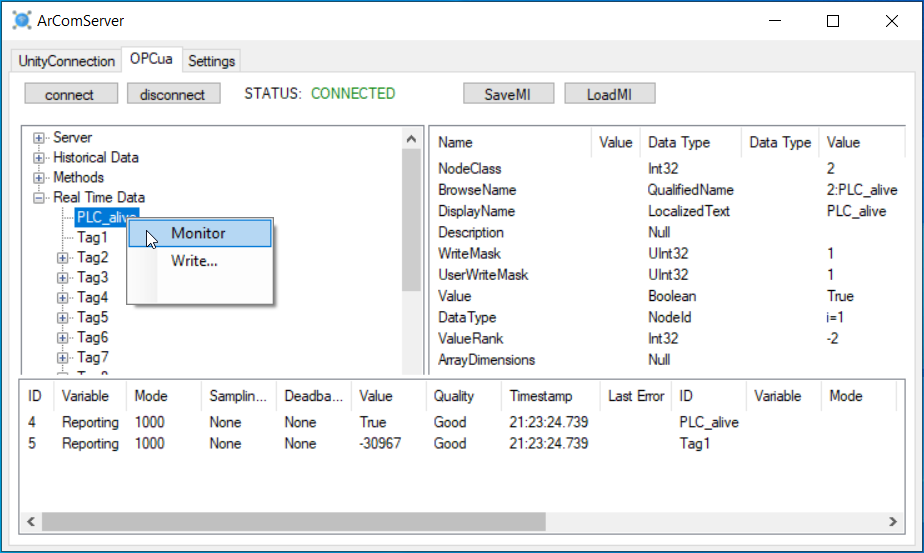 ArComServer
UnityConnection OPCua Settings
connect disconnect STATUS: CONNECTED SaveMI LoadMI
Server
Historical Data
Methods
Real Time Data
PLC_alive
Tag1
Tag2
Tag3
Tag4
Tag5
Tag6
Tag7
Monitor
Write...
Name Value Data Type Data Type Value
NodeClass Int32 2
BrowseName QualifiedName 2:PLC_alive
DisplayName LocalizedText PLC_alive
Description Null
WriteMask UInt32 1
UserWriteMask UInt32 1
Value Boolean True
DataType NodeId i=1
ValueRank Int32 -2
ArrayDimensions Null
ID Variable Mode Samplin... Deadba... Value Quality Timestamp Last Error ID Variable Mode
4 Reporting 1000 None None True Good 21:23:24.739 PLC_alive
5 Reporting 1000 None None -30967 Good 21:23:24.739 Tag1